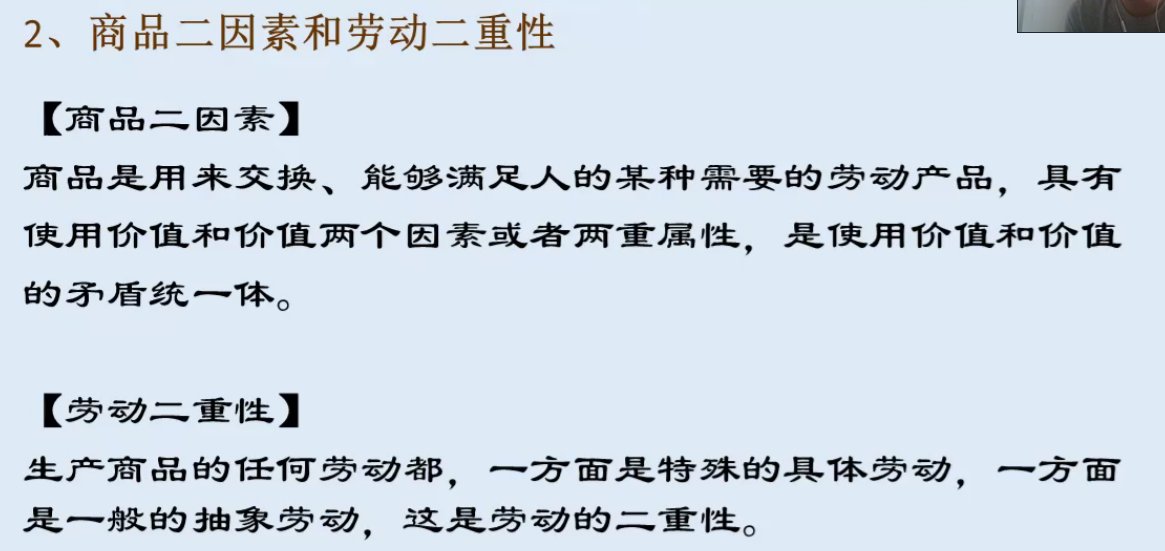 2、商品二因素和劳动二重性
【商品二因素】
商品是用来交换、能够满足人的某种需要的劳动产品，具有
使用价值和价值两个因素或者两重属性，是使用价值和价值
的矛盾统一体。
【劳动二重性】
生产商品的任何劳动都，一方面是特殊的具体劳动，一方面
是一般的抽象劳动，这是劳动的二重性。